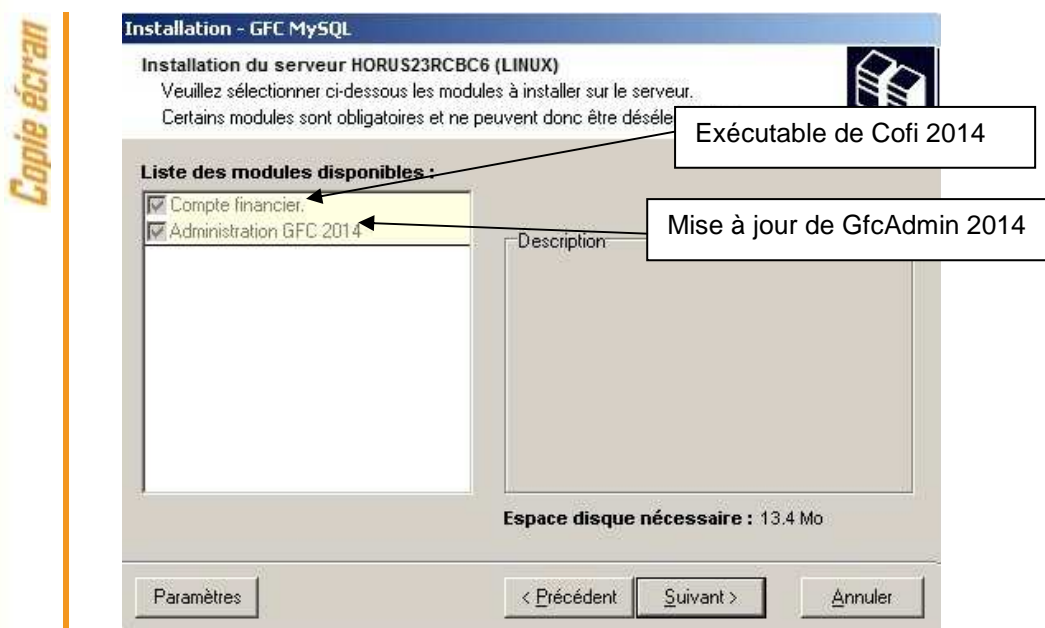 Copie écran
Installation - GFC MySQL
Installation du serveur HORUS23RCBC6 (LINUX)
Veuillez sélectionner ci-dessous les modules à installer sur le serveur.
Certains modules sont obligatoires et ne peuvent donc être
Exécutable de Cofi 2014
Liste des modules disponibles :
Compte financier.
Administration GFC 2014
Mise à jour de GfcAdmin 2014
Description
Espace disque nécessaire : 13.4 Mo
Paramètres
< Précédent
Suivant >
Annuler